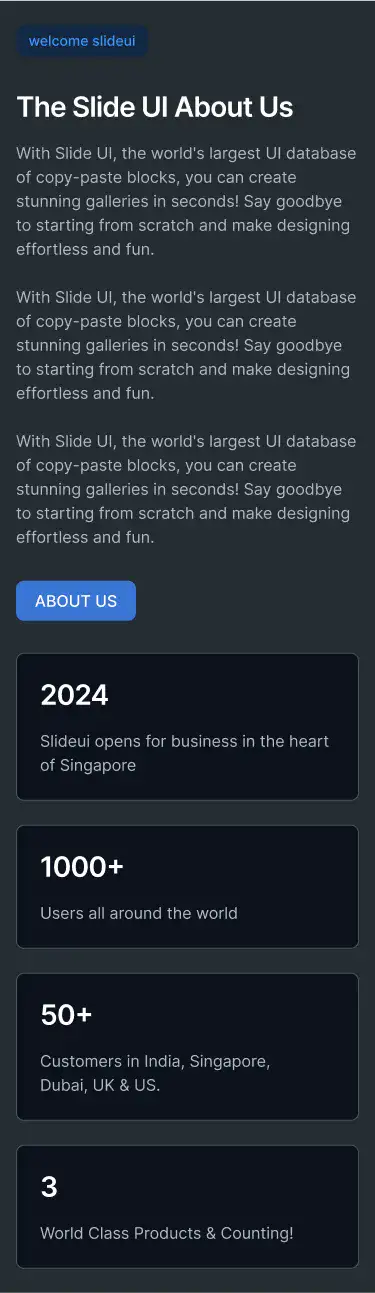 welcome slideui
The Slide UI About Us
With Slide UI, the world's largest UI database
of copy-paste blocks, you can create
stunning galleries in seconds! Say goodbye
to starting from scratch and make designing
effortless and fun.
With Slide UI, the world's largest UI database
of copy-paste blocks, you can create
stunning galleries in seconds! Say goodbye
to starting from scratch and make designing
effortless and fun.
With Slide UI, the world's largest UI database
of copy-paste blocks, you can create
stunning galleries in seconds! Say goodbye
to starting from scratch and make designing
effortless and fun.
ABOUT US
2024
Slideui opens for business in the heart
of Singapore
1000+
Users all around the world
50+
Customers in India, Singapore,
Dubai, UK & US.
3
World Class Products & Counting!